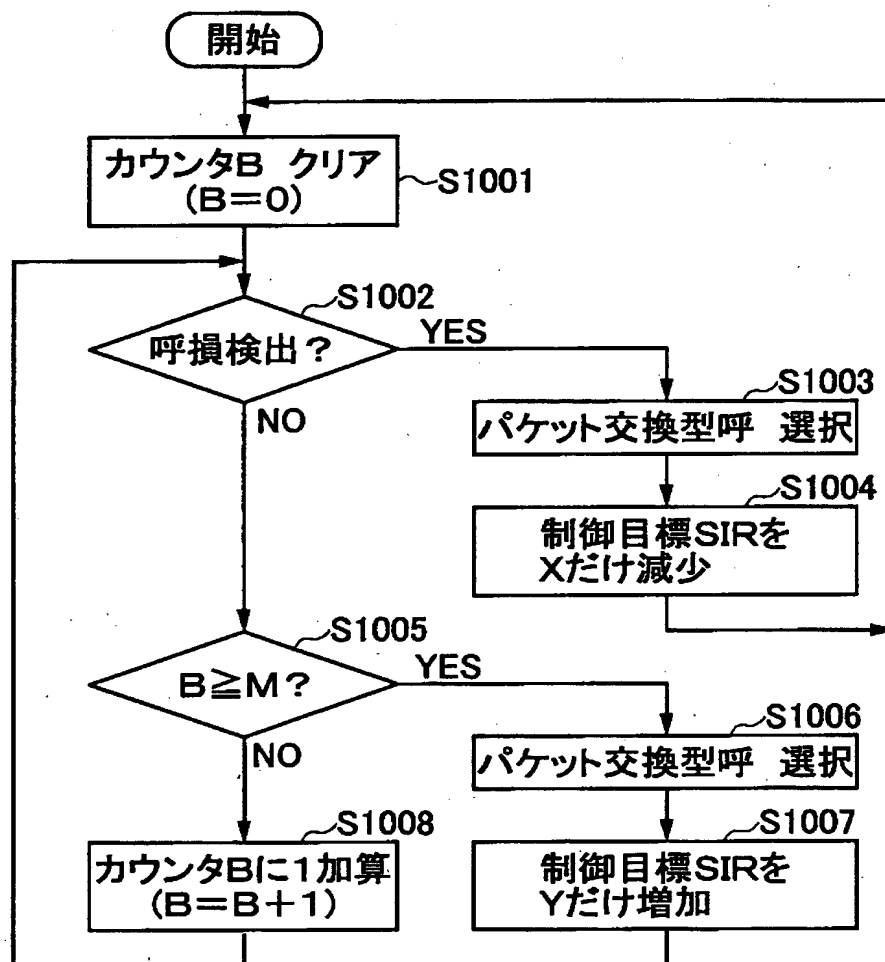 開始
カウンタB クリア
(B=0)
S1001
S1002
呼損検出?
YES
NO
S1003
パケット交換型呼 選択
S1004
制御目標SIRを
Xだけ減少
S1005
B≧M?
YES
NO
S1006
パケット交換型呼 選択
S1008
カウンタBに1加算
(B=B+1)
S1007
制御目標SIRを
Yだけ増加